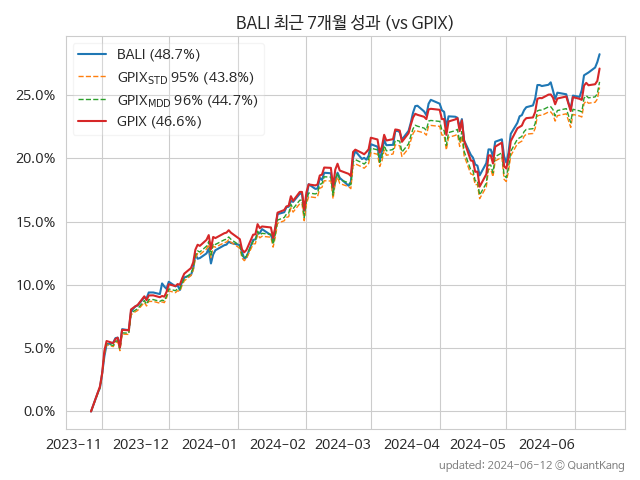 BALI 최근 7개월 성과 (vs GPIX)
BALI (48.7%)
GPIXSTD 95% (43.8%)
GPIXMDD 96% (44.7%)
GPIX (46.6%)
25.0%
20.0%
15.0%
10.0%
5.0%
0.0%
2023-11 2023-12 2024-01 2024-02 2024-03 2024-04 2024-05 2024-06
updated: 2024-06-12 © QuantKang